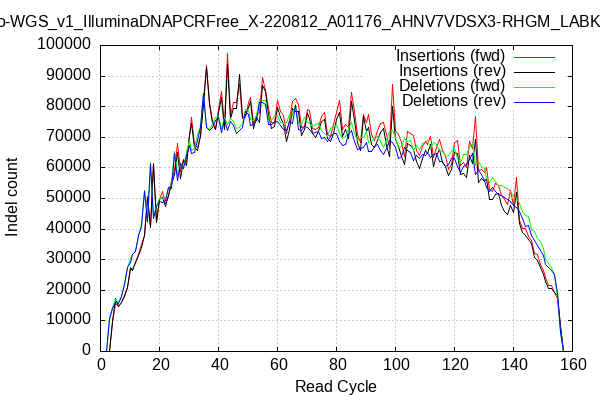 o-WGS_v1_IlluminaDNAPCRFree_X-220812_A01176_AHNV7VDSX3-RHGM_LABK
Insertions (fwd)
Insertions (rev)
Deletions (fwd)
Deletions (rev)
Indel count
100000
90000
80000
70000
60000
50000
40000
30000
20000
10000
0
0 20 40 60 80 100 120 140 160
Read Cycle